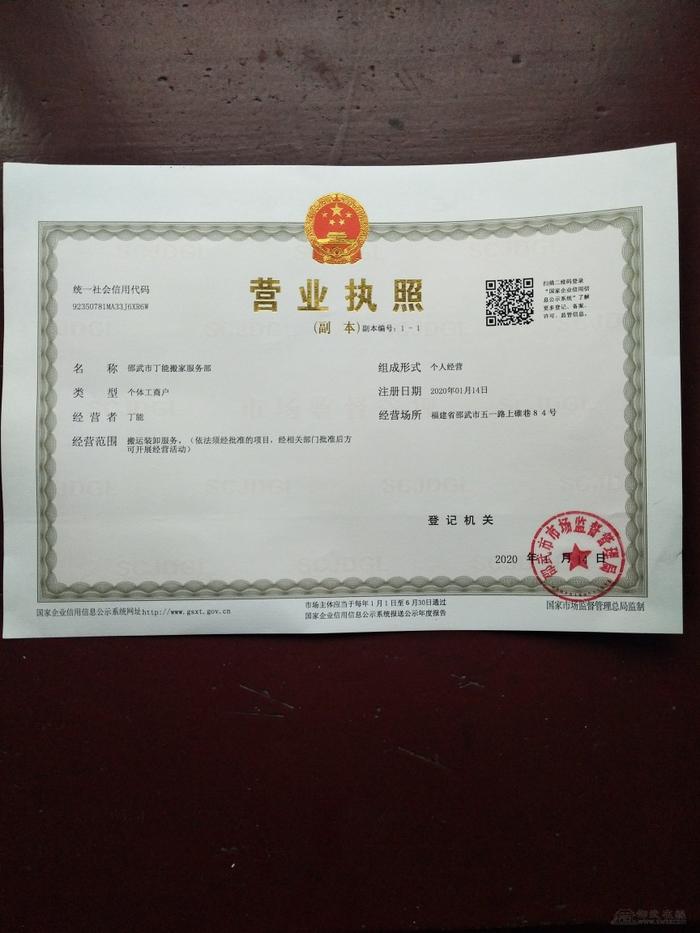 统一社会信用代码
92350781MA33J6XR6W
营业执照
(副 本) 副本编号：1-1
扫描二维码登录
“国家企业信用信
息公示系统”了解
更多登记、备案、
许可、监管信息。
名 称 邵武市丁能搬家服务部
类 型 个体工商户
经 营 者 丁能
经营范围 搬运装卸服务。（依法须经批准的项目，经相关部门批准后方
可开展经营活动）
组成形式 个人经营
注册日期 2020年01月14日
经营场所 福建省邵武市五一路上 巷84号
登记机关
邵武市市场监督管理局
2020 年 月14日
国家企业信用信息公示系统网址http://www.gsxt.gov.cn
市场主体应当于每年1月1日至6月30日通过
国家企业信用信息公示系统报送公示年度报告
国家市场监督管理总局监制